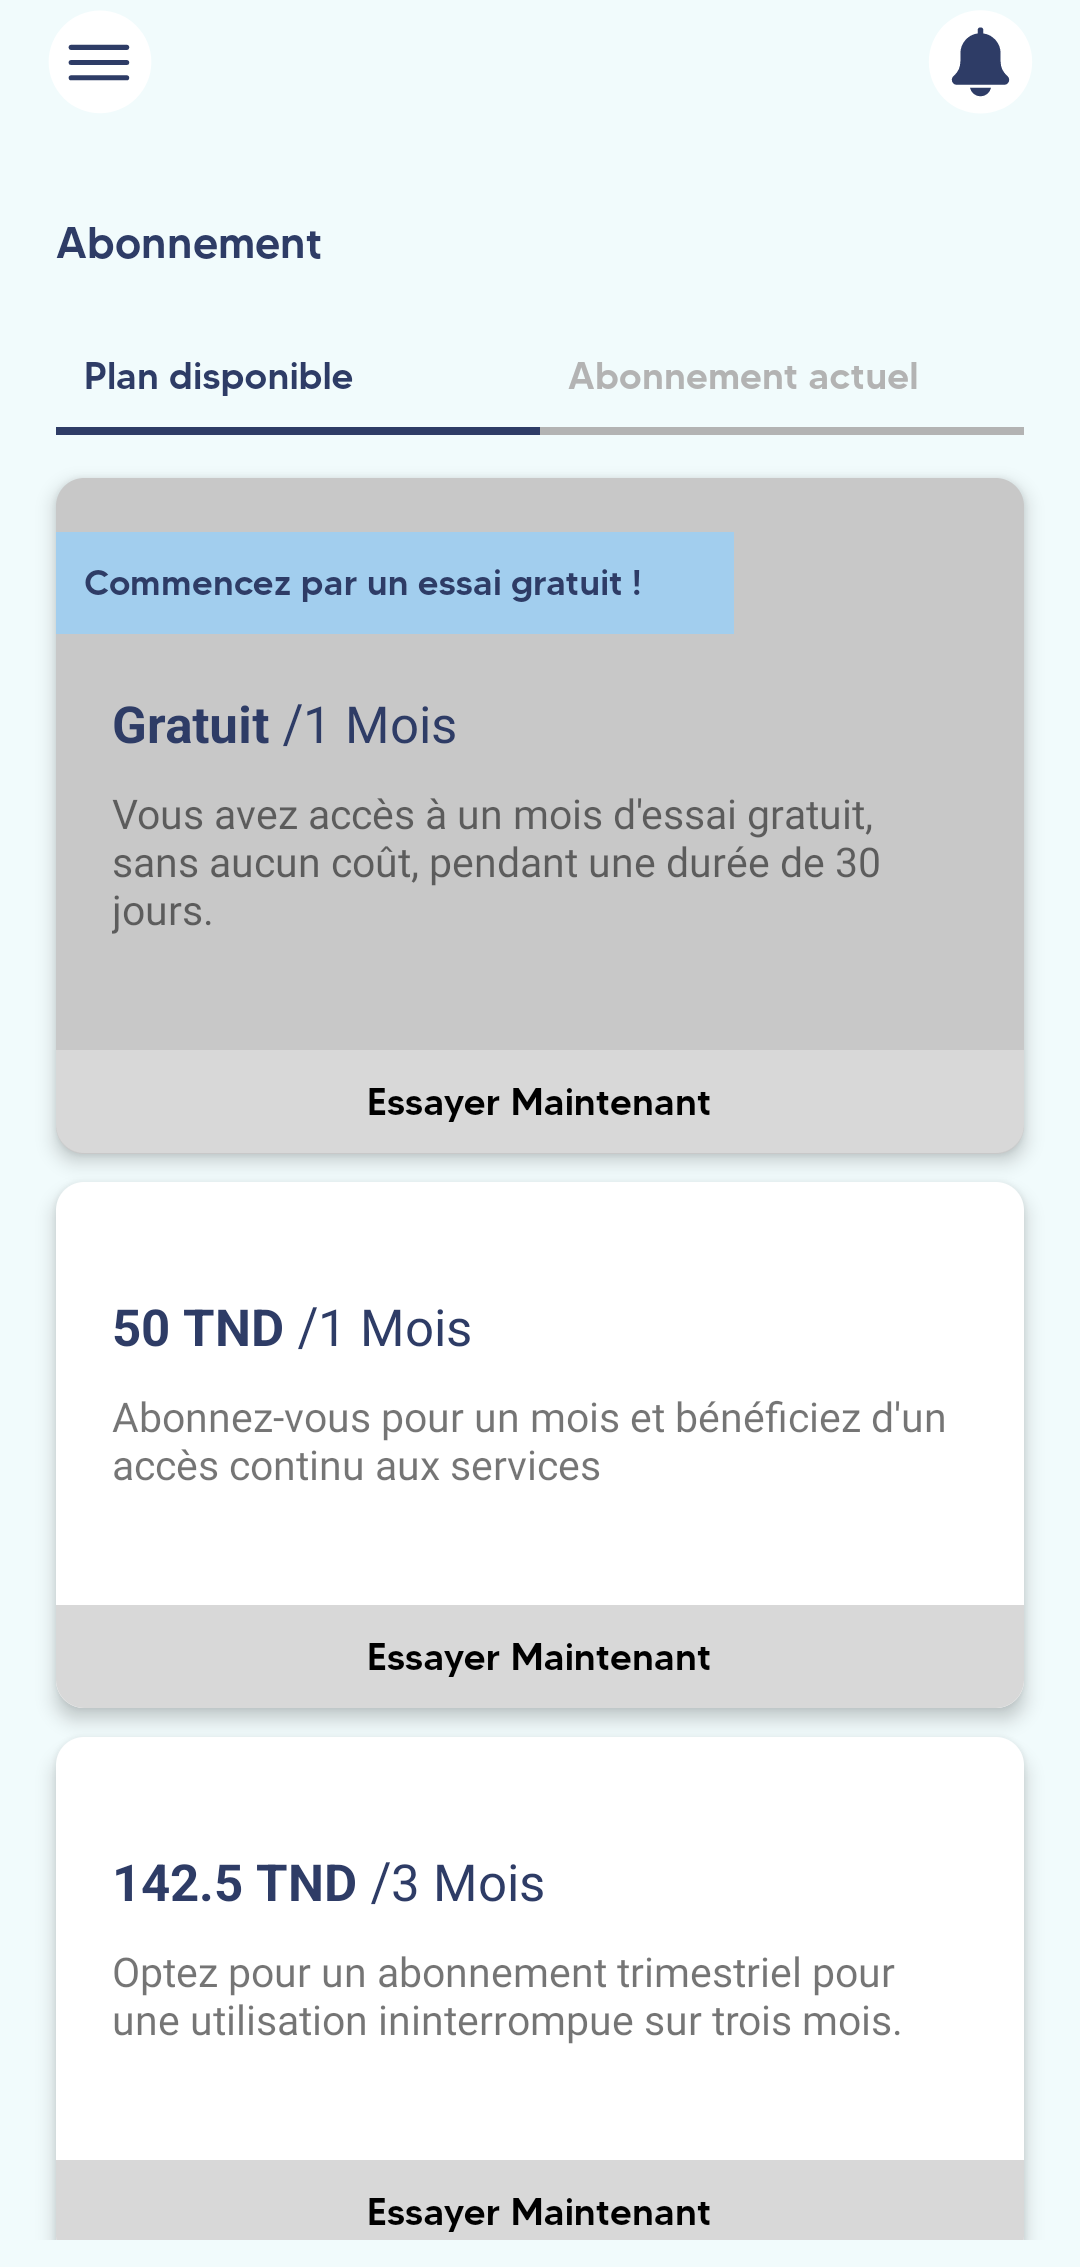 Abonnement
Plan disponible
Abonnement actuel
Commencez par un essai gratuit !
Gratuit /1 Mois
Vous avez accès à un mois d'essai gratuit,
sans aucun coût, pendant une durée de 30
jours.
Essayer Maintenant
50 TND /1 Mois
Abonnez-vous pour un mois et bénéficiez d'un
accès continu aux services
Essayer Maintenant
142.5 TND /3 Mois
Optez pour un abonnement trimestriel pour
une utilisation ininterrompue sur trois mois.
Essayer Maintenant